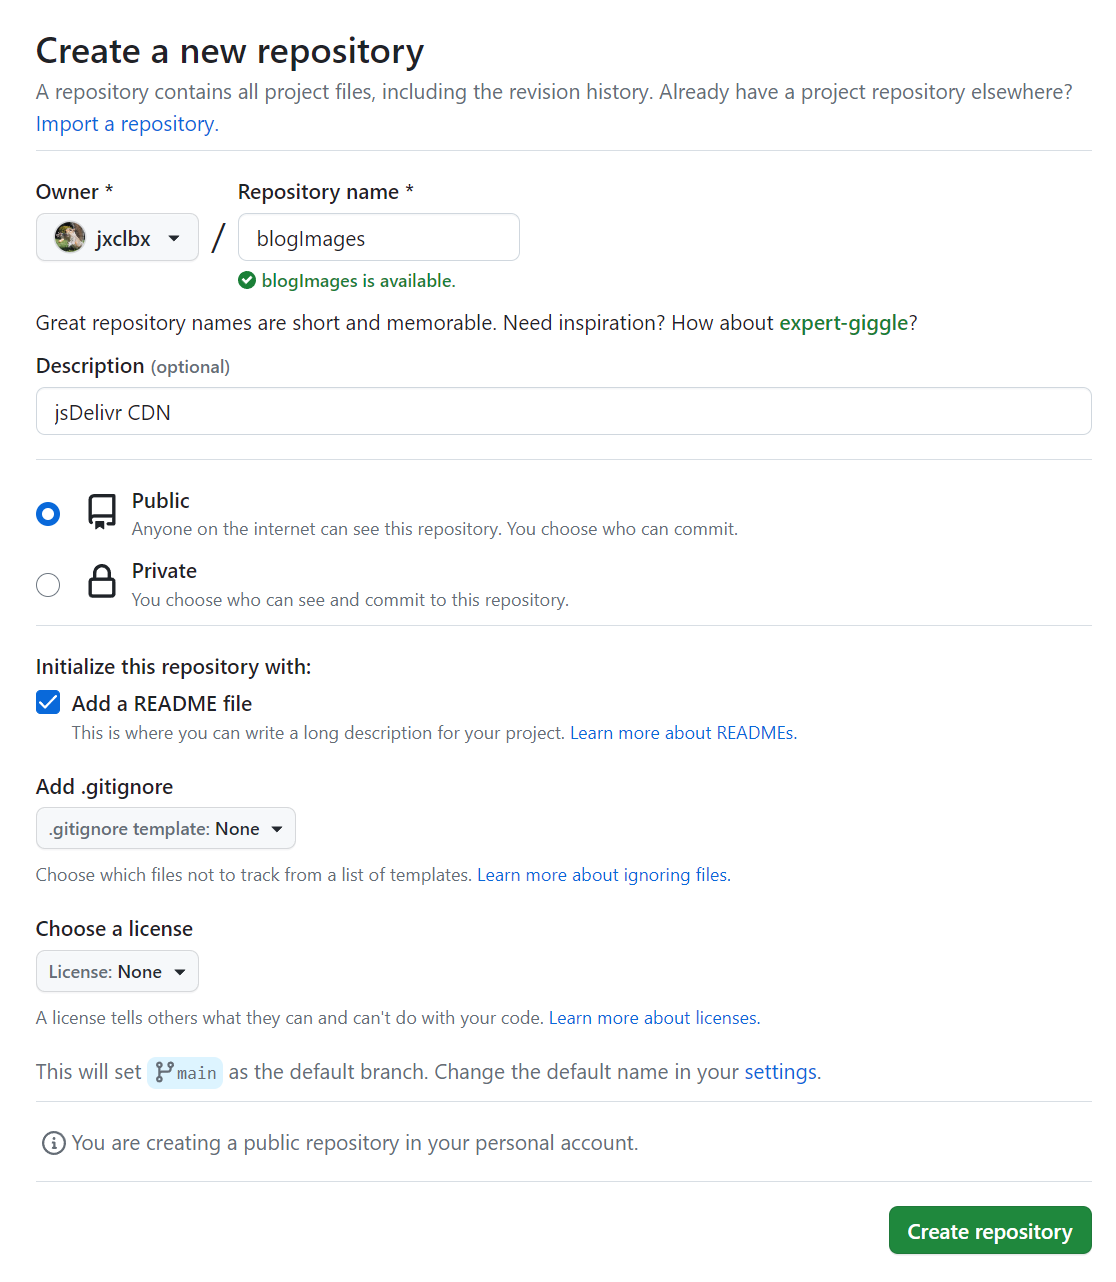 Create a new repository
A repository contains all project files, including the revision history. Already have a project repository elsewhere?
Import a repository.
Owner *
Repository name *
jxclbx
/
blogImages
blogImages is available.
Great repository names are short and memorable. Need inspiration? How about expert-giggle?
Description (optional)
jsDelivr CDN
Public
Anyone on the internet can see this repository. You choose who can commit.
Private
You choose who can see and commit to this repository.
Initialize this repository with:
Add a README file
This is where you can write a long description for your project. Learn more about READMEs.
Add .gitignore
.gitignore template: None
Choose which files not to track from a list of templates. Learn more about ignoring files.
Choose a license
License: None
A license tells others what they can and can't do with your code. Learn more about licenses.
This will set main as the default branch. Change the default name in your settings.
You are creating a public repository in your personal account.
Create repository